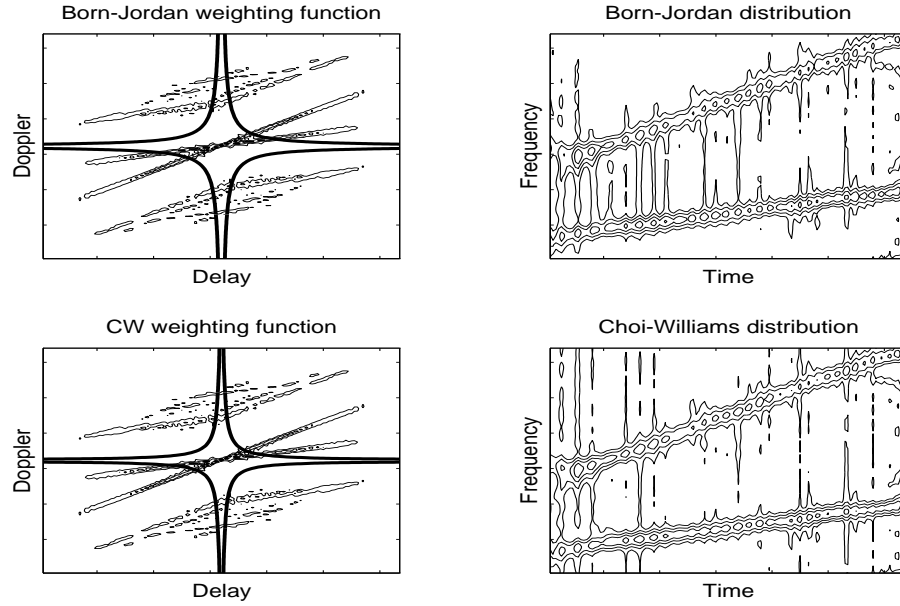 Born-Jordan weighting function
Doppler
Delay
Born-Jordan distribution
Frequency
Time
CW weighting function
Doppler
Delay
Choi-Williams distribution
Frequency
Time